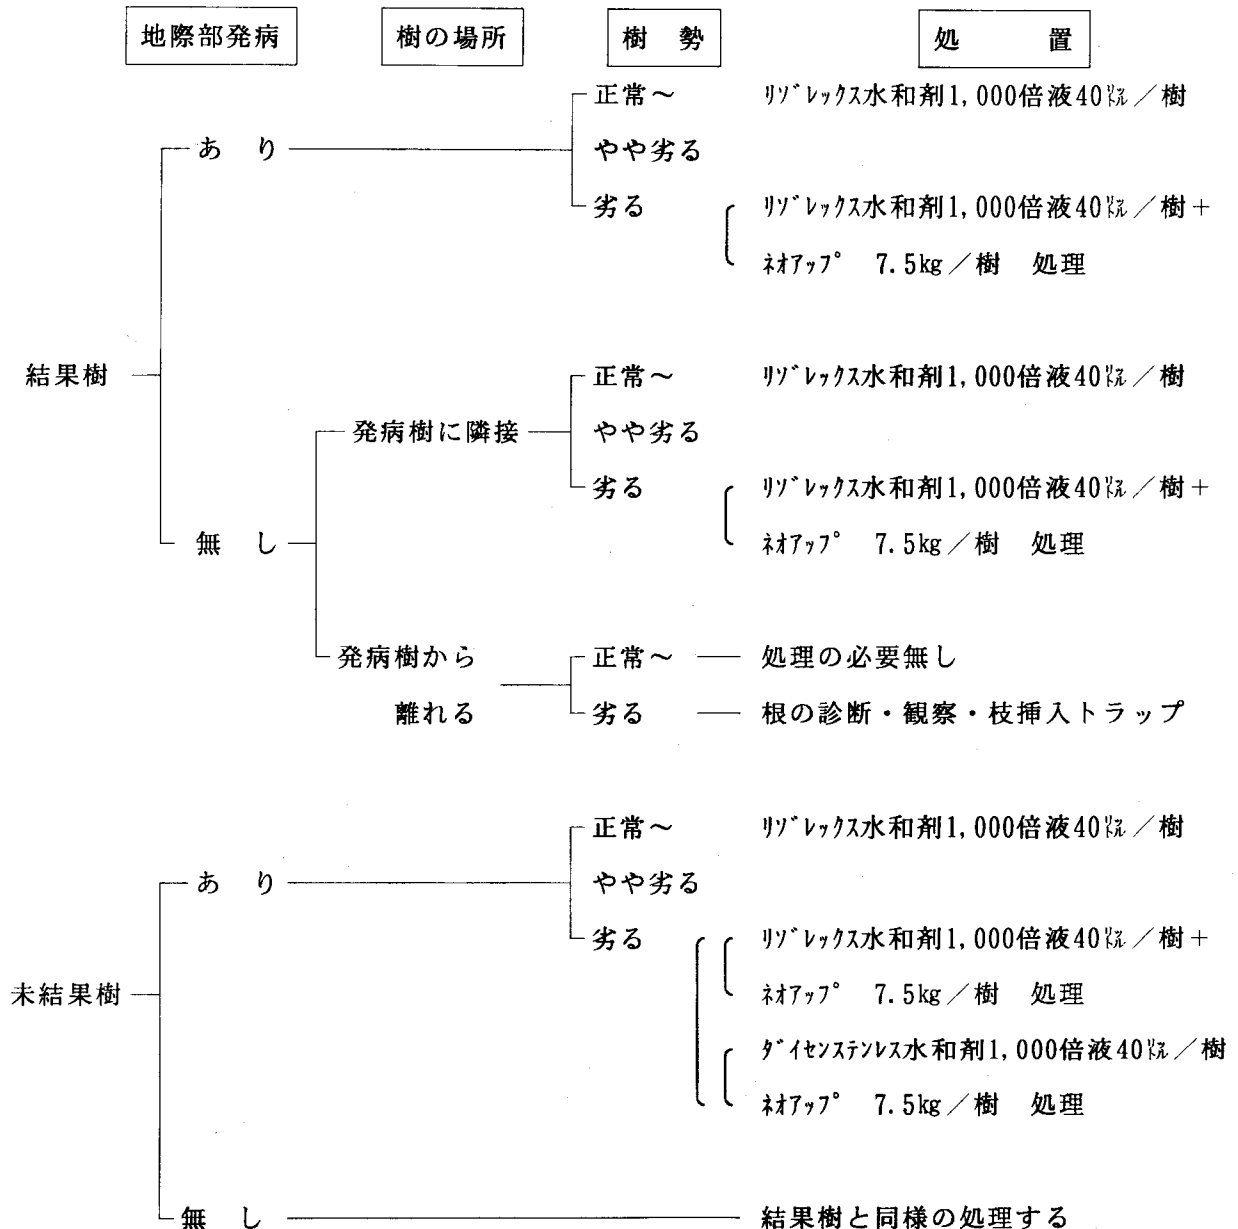 地際部発病 樹の場所 樹 勢 処 置
正常～ ﾘｿﾞﾚｯｸｽ水和剤1,000倍液40㍑／樹
あ り やや劣る
劣る ﾘｿﾞﾚｯｸｽ水和剤1,000倍液40㍑／樹＋
ﾈｵｱｯﾌﾟ 7.5kg／樹 処理
結果樹 正常～ ﾘｿﾞﾚｯｸｽ水和剤1,000倍液40㍑／樹
発病樹に隣接 やや劣る
劣る ﾘｿﾞﾚｯｸｽ水和剤1,000倍液40㍑／樹＋
無 し ﾈｵｱｯﾌﾟ 7.5kg／樹 処理
発病樹から 正常～ 処理の必要無し
離れる 劣る 根の診断・観察・枝挿入トラップ
正常～ ﾘｿﾞﾚｯｸｽ水和剤1,000倍液40㍑／樹
あ り やや劣る
劣る ﾘｿﾞﾚｯｸｽ水和剤1,000倍液40㍑／樹＋
未結果樹 ﾈｵｱｯﾌﾟ 7.5kg／樹 処理
ﾀﾞｲｾﾝｽﾃﾝﾚｽ水和剤1,000倍液40㍑／樹
ﾈｵｱｯﾌﾟ 7.5kg／樹 処理
無 し 結果樹と同様の処理する